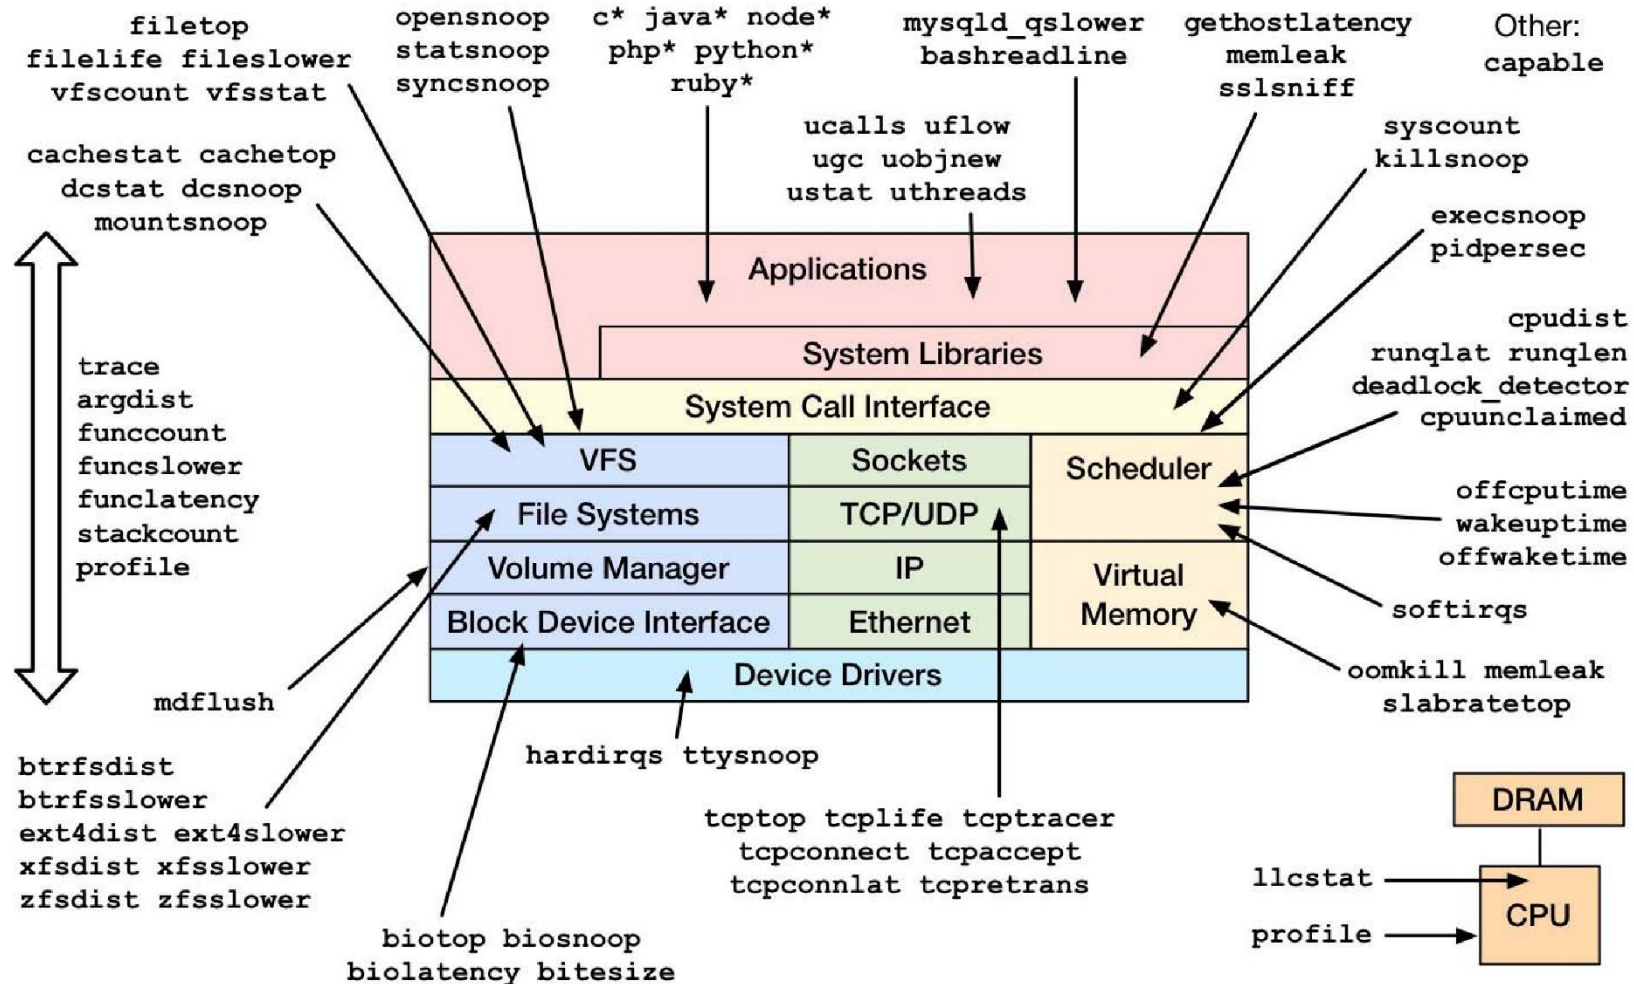 filetop
filelife fileslower
vfscount vfsstat
opensnoop
statsnoop
syncsnoop
c* java* node*
php* python*
ruby*
mysqld_qslower
bashreadline
gethostlatency
memleak
sslsniff
Other:
capable
cachestat cachetop
dcstat dcsnoop
mountsnoop
ucalls uflow
ugc uobjnew
ustat uthreads
syscount
killsnoop
execsnoop
pidpersec
Applications
System Libraries
System Call Interface
VFS
Sockets
Scheduler
File Systems
TCP/UDP
Volume Manager
IP
Virtual
Memory
Block Device Interface
Ethernet
Device Drivers
trace
argdist
funccount
funcslower
funclatency
stackcount
profile
cpudist
runqlat runqlen
deadlock_detector
cpuunclaimed
offcputime
wakeuptime
offwaketime
softirqs
oomkill memleak
slabratetop
mdflush
hardirqs ttysnoop
btrfsdist
btrfsslower
ext4dist ext4slower
xfsdist xfsslower
zfsdist zfsslower
tcptop tcplife tcptracer
tcpconnect tcpaccept
tcpconnlat tcpretrans
biotop biosnoop
biolatency bitesize
DRAM
llcstat
CPU
profile